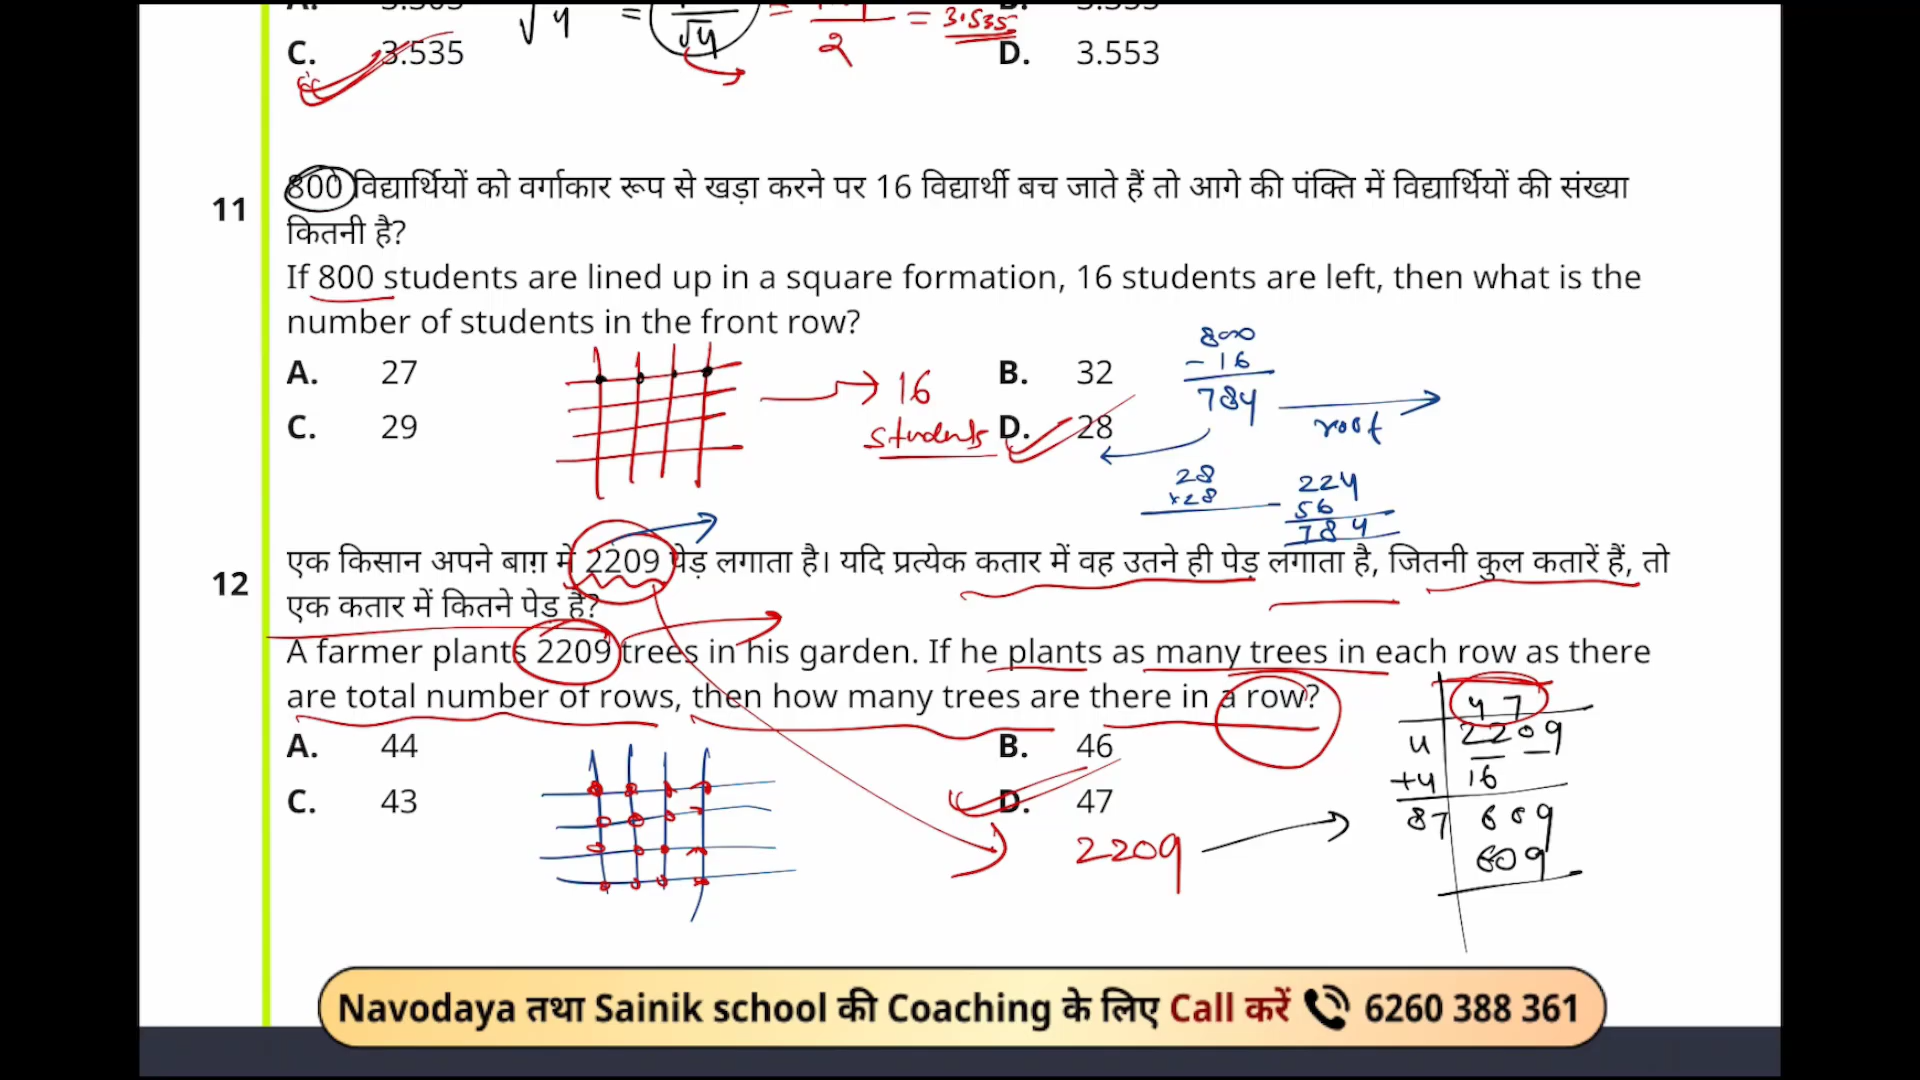 √4 = √4 = 2 = 3.535
C. 3.535 D. 3.553
11
800 विद्यार्थियों को वर्गाकार रूप से खड़ा करने पर 16 विद्यार्थी बच जाते हैं तो आगे की पंक्ति में विद्यार्थियों की संख्या
कितनी है?
If 800 students are lined up in a square formation, 16 students are left, then what is the
number of students in the front row?
800
- 16
784
root
A. 27 B. 32
16
students
C. 29 D. 28
28
×28
224
56
784
12
एक किसान अपने बाग़ में 2209 पेड़ लगाता है। यदि प्रत्येक कतार में वह उतने ही पेड़ लगाता है, जितनी कुल कतारें हैं, तो
एक कतार में कितने पेड़ है?
A farmer plants 2209 trees in his garden. If he plants as many trees in each row as there
are total number of rows, then how many trees are there in a row?
A. 44 B. 46
C. 43 D. 47
2209
47
4 2209
+4 16
87 609
609
Navodaya तथा Sainik school की Coaching के लिए Call करें 6260 388 361